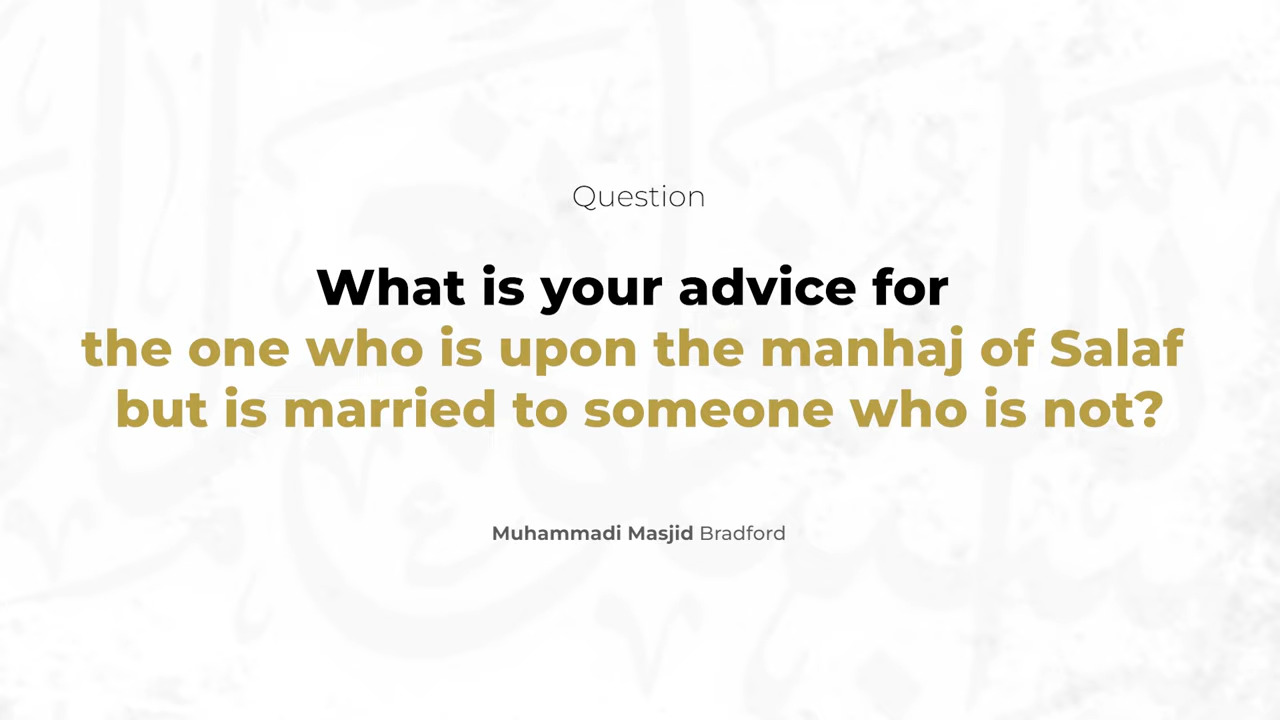 Question
What is your advice for
the one who is upon the manhaj of Salaf
but is married to someone who is not?
Muhammadi Masjid Bradford